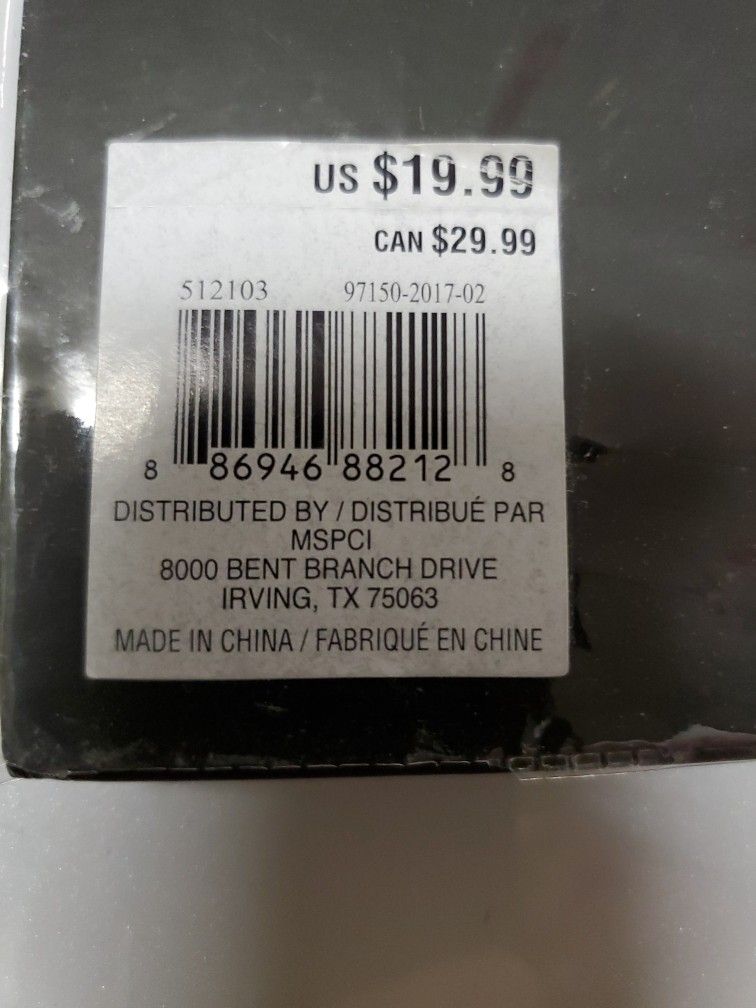 US $19.99
CAN $29.99
512103 97150-2017-02
8 86946 88212 8
DISTRIBUTED BY / DISTRIBUÉ PAR
MSPCI
8000 BENT BRANCH DRIVE
IRVING, TX 75063
MADE IN CHINA / FABRIQUÉ EN CHINE